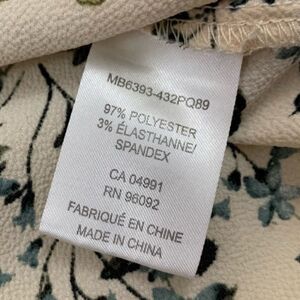 MB6393-432PQ89
97% POLYESTER
3% ÉLASTHANNE/
SPANDEX
CA 04991
RN 96092
FABRIQUÉ EN CHINE
MADE IN CHINA